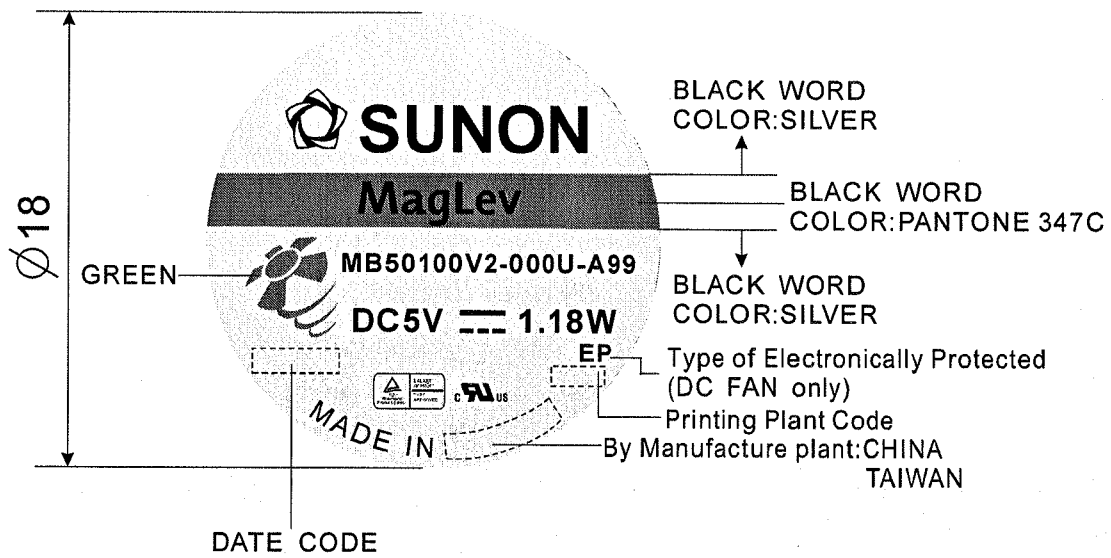 Ø18
BLACK WORD
COLOR:SILVER
SUNON
MagLev
BLACK WORD
COLOR:PANTONE 347C
GREEN
MB50100V2-000U-A99
BLACK WORD
COLOR:SILVER
DC5V 1.18W
EP
Type of Electronically Protected
(DC FAN only)
c US
Printing Plant Code
MADE IN
By Manufacture plant:CHINA
TAIWAN
DATE CODE